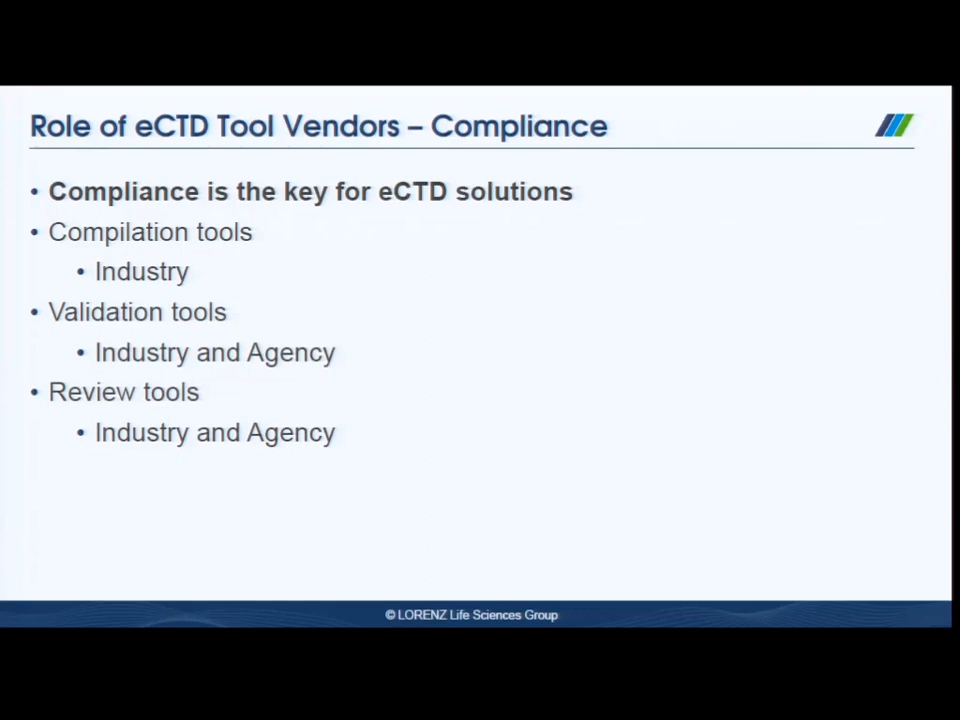 Role of eCTD Tool Vendors – Compliance
• Compliance is the key for eCTD solutions
• Compilation tools
• Industry
• Validation tools
• Industry and Agency
• Review tools
• Industry and Agency
© LORENZ Life Sciences Group